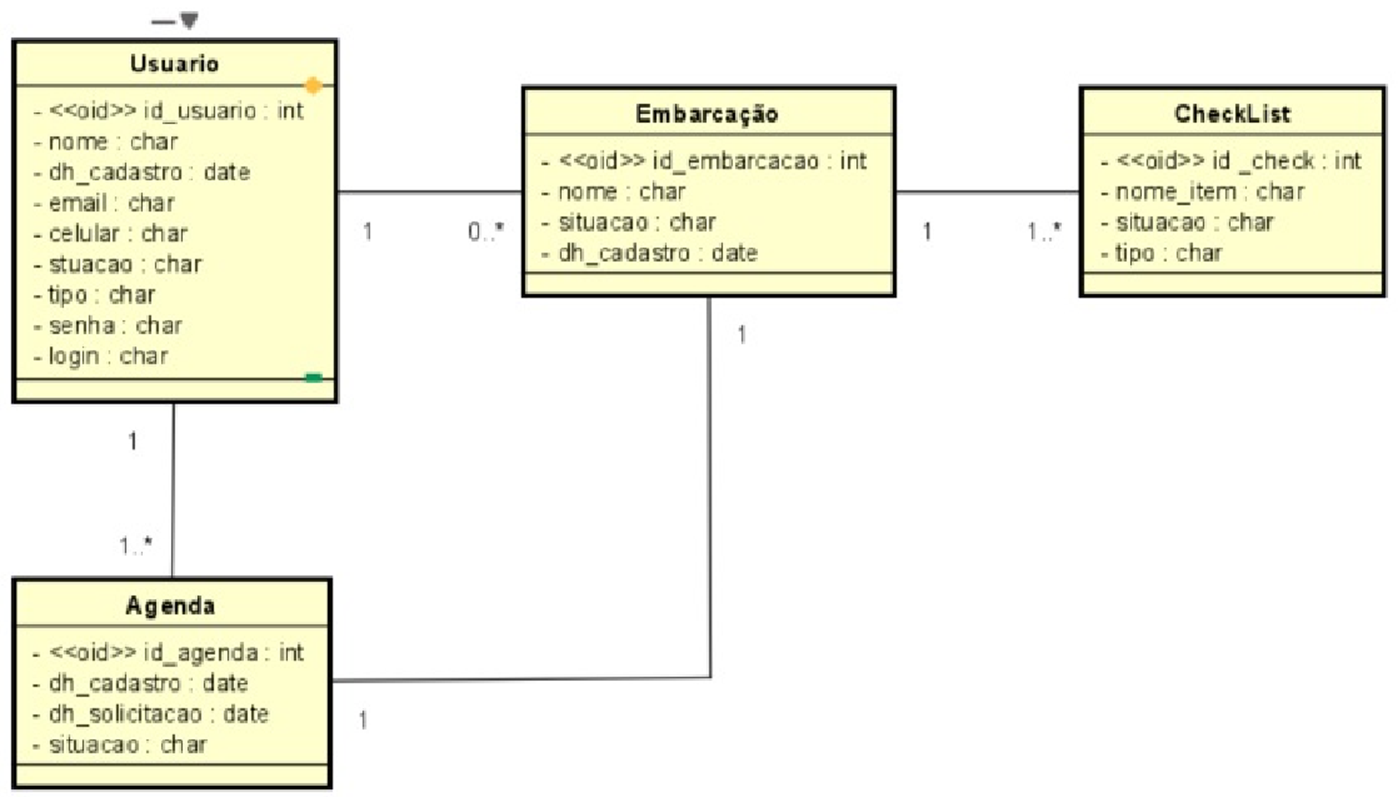 Usuario
- <<oid>> id_usuario : int
- nome : char
- dh_cadastro : date
- email : char
- celular : char
- stuacao : char
- tipo : char
- senha : char
- login : char
1
0..*
Embarcação
- <<oid>> id_embarcacao : int
- nome : char
- situacao : char
- dh_cadastro : date
1
1..*
CheckList
- <<oid>> id _check : int
- nome_item : char
- situacao : char
- tipo : char
1
1
1..*
Agenda
- <<oid>> id_agenda : int
- dh_cadastro : date
- dh_solicitacao : date
- situacao : char
1